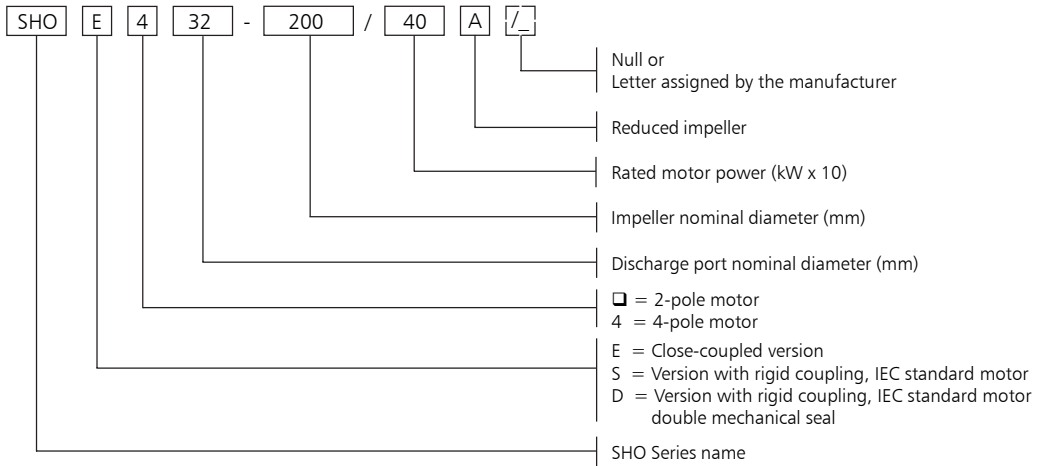 SHO E 4 32 - 200 / 40 A /_
Null or
Letter assigned by the manufacturer
Reduced impeller
Rated motor power (kW x 10)
Impeller nominal diameter (mm)
Discharge port nominal diameter (mm)
❑ = 2-pole motor
4 = 4-pole motor
E = Close-coupled version
S = Version with rigid coupling, IEC standard motor
D = Version with rigid coupling, IEC standard motor
double mechanical seal
SHO Series name